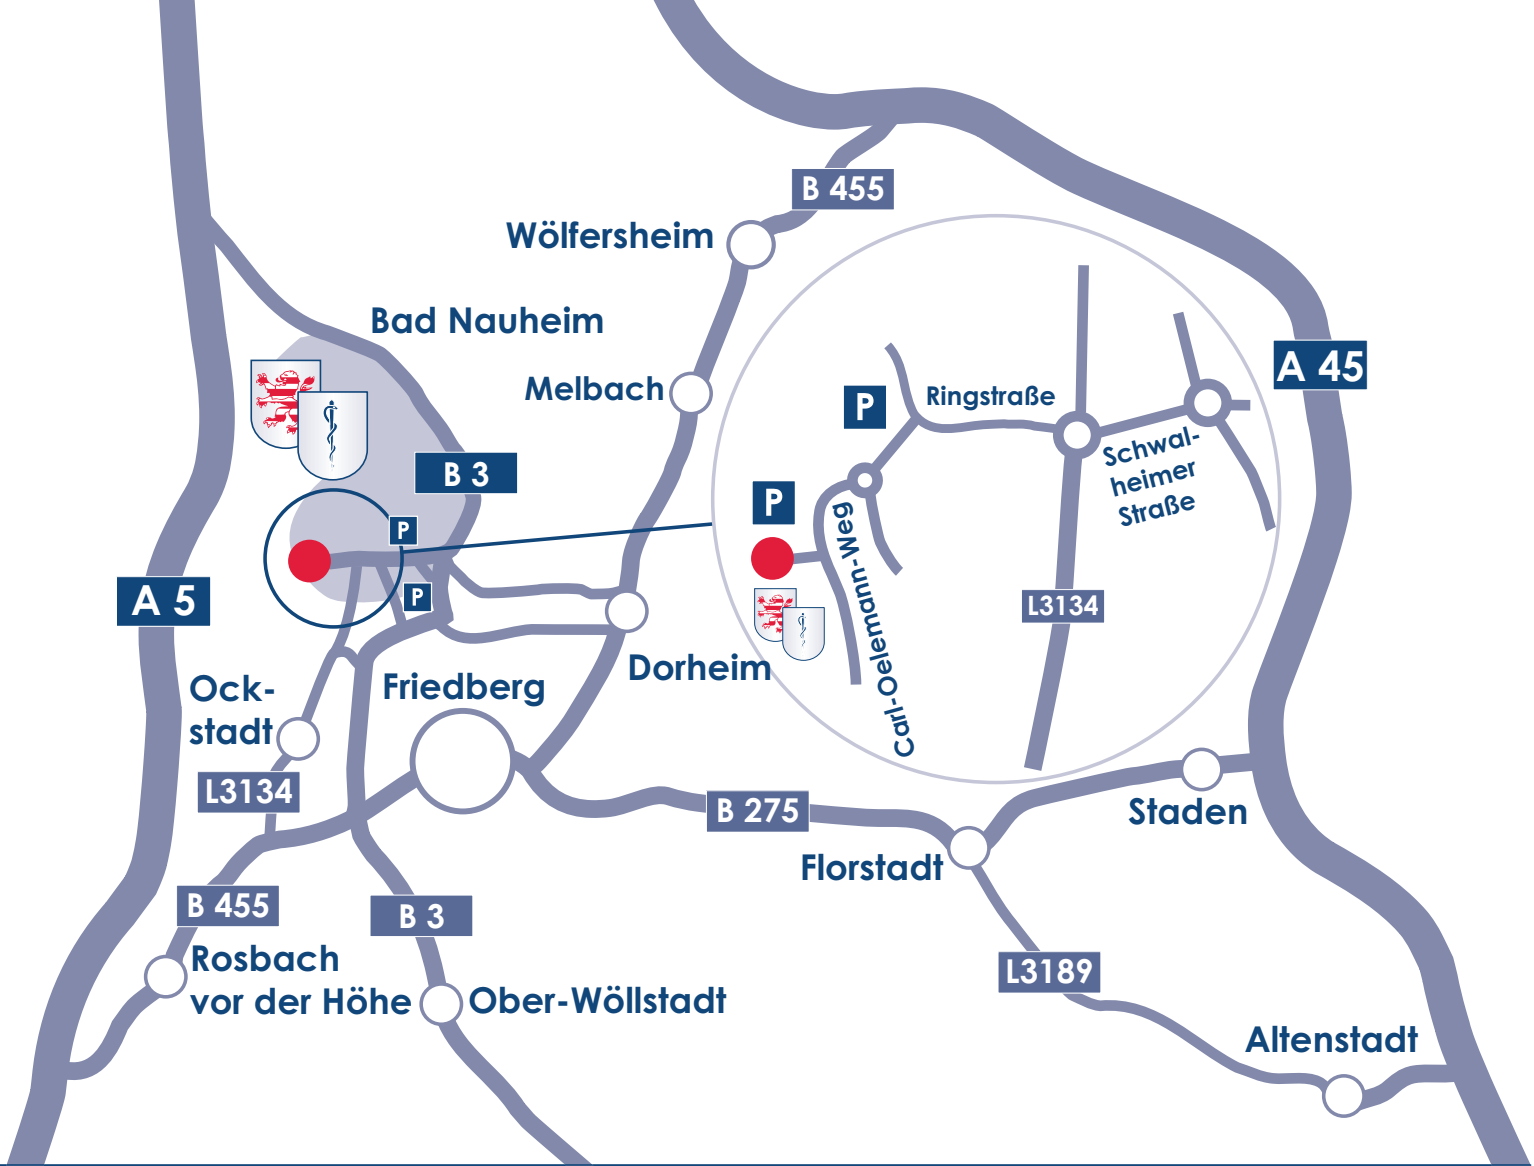 B 455
Wölfersheim
Bad Nauheim
A 45
Melbach
Ringstraße
P
Schwal-
heimer
Straße
B 3
P
P
Carl-Oelemann-Weg
A 5
P
L3134
Dorheim
Ock-
stadt
Friedberg
L3134
B 275
Staden
Florstadt
B 455
B 3
Rosbach
vor der Höhe
Ober-Wöllstadt
L3189
Altenstadt